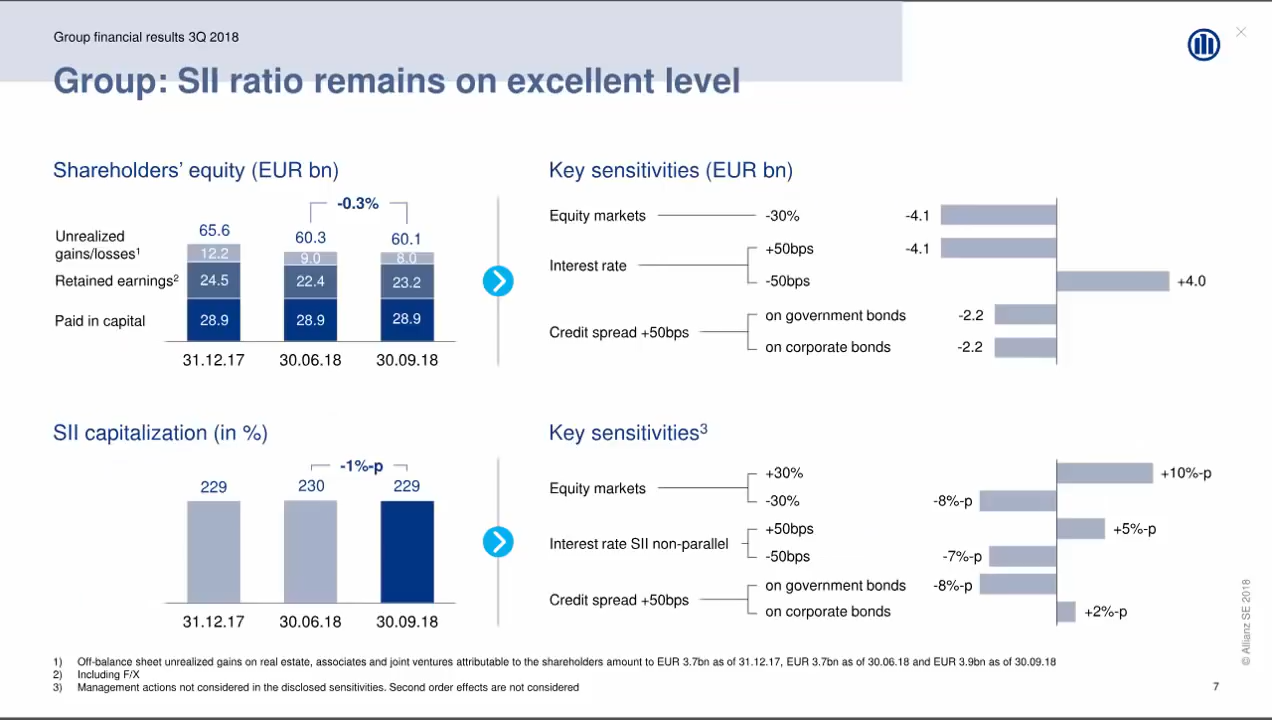 Group financial results 3Q 2018
Group: SII ratio remains on excellent level
Shareholders’ equity (EUR bn)
-0.3%
65.6
60.3
60.1
Unrealized
gains/losses¹
12.2
9.0
8.0
Retained earnings²
24.5
22.4
23.2
Paid in capital
28.9
28.9
28.9
31.12.17
30.06.18
30.09.18
Key sensitivities (EUR bn)
Equity markets
-30%
-4.1
Interest rate
+50bps
-4.1
-50bps
+4.0
Credit spread +50bps
on government bonds
-2.2
on corporate bonds
-2.2
SII capitalization (in %)
-1%-p
229
230
229
31.12.17
30.06.18
30.09.18
Key sensitivities³
Equity markets
+30%
+10%-p
-30%
-8%-p
Interest rate SII non-parallel
+50bps
+5%-p
-50bps
-7%-p
Credit spread +50bps
on government bonds
-8%-p
on corporate bonds
+2%-p
1) Off-balance sheet unrealized gains on real estate, associates and joint ventures attributable to the shareholders amount to EUR 3.7bn as of 31.12.17, EUR 3.7bn as of 30.06.18 and EUR 3.9bn as of 30.09.18
2) Including F/X
3) Management actions not considered in the disclosed sensitivities. Second order effects are not considered
© Allianz SE 2018
7